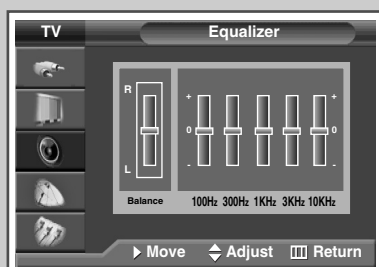 TV Equalizer
R + +
0 0
L - -
Balance 100Hz 300Hz 1KHz 3KHz 10KHz
Move Adjust Return